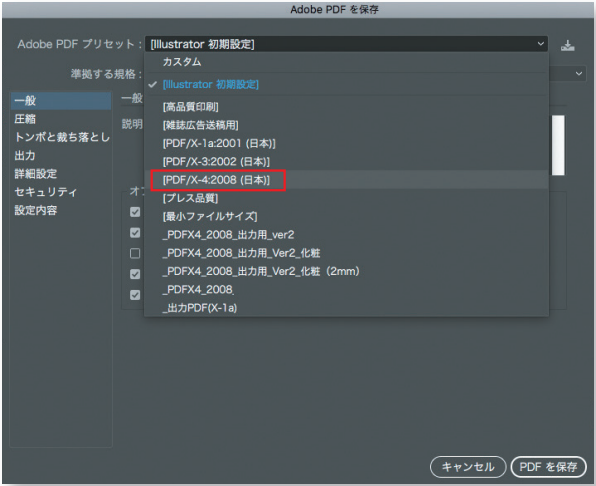 Adobe PDF を保存
Adobe PDF プリセット : [Illustrator 初期設定]
カスタム
準拠する規格 :
[Illustrator 初期設定]
一般
一般
圧縮
トンボと裁ち落とし
出力
詳細設定
セキュリティ
設定内容
説明
[高品質印刷]
[雑誌広告送稿用]
[PDF/X-1a:2001 (日本)]
[PDF/X-3:2002 (日本)]
[PDF/X-4:2008 (日本)]
[プレス品質]
[最小ファイルサイズ]
_PDFX4_2008_出力用_ver2
_PDFX4_2008_出力用_Ver2_化粧
_PDFX4_2008_出力用_Ver2_化粧（2mm）
_PDFX4_2008_
_出力PDF(X-1a)
キャンセル
PDF を保存